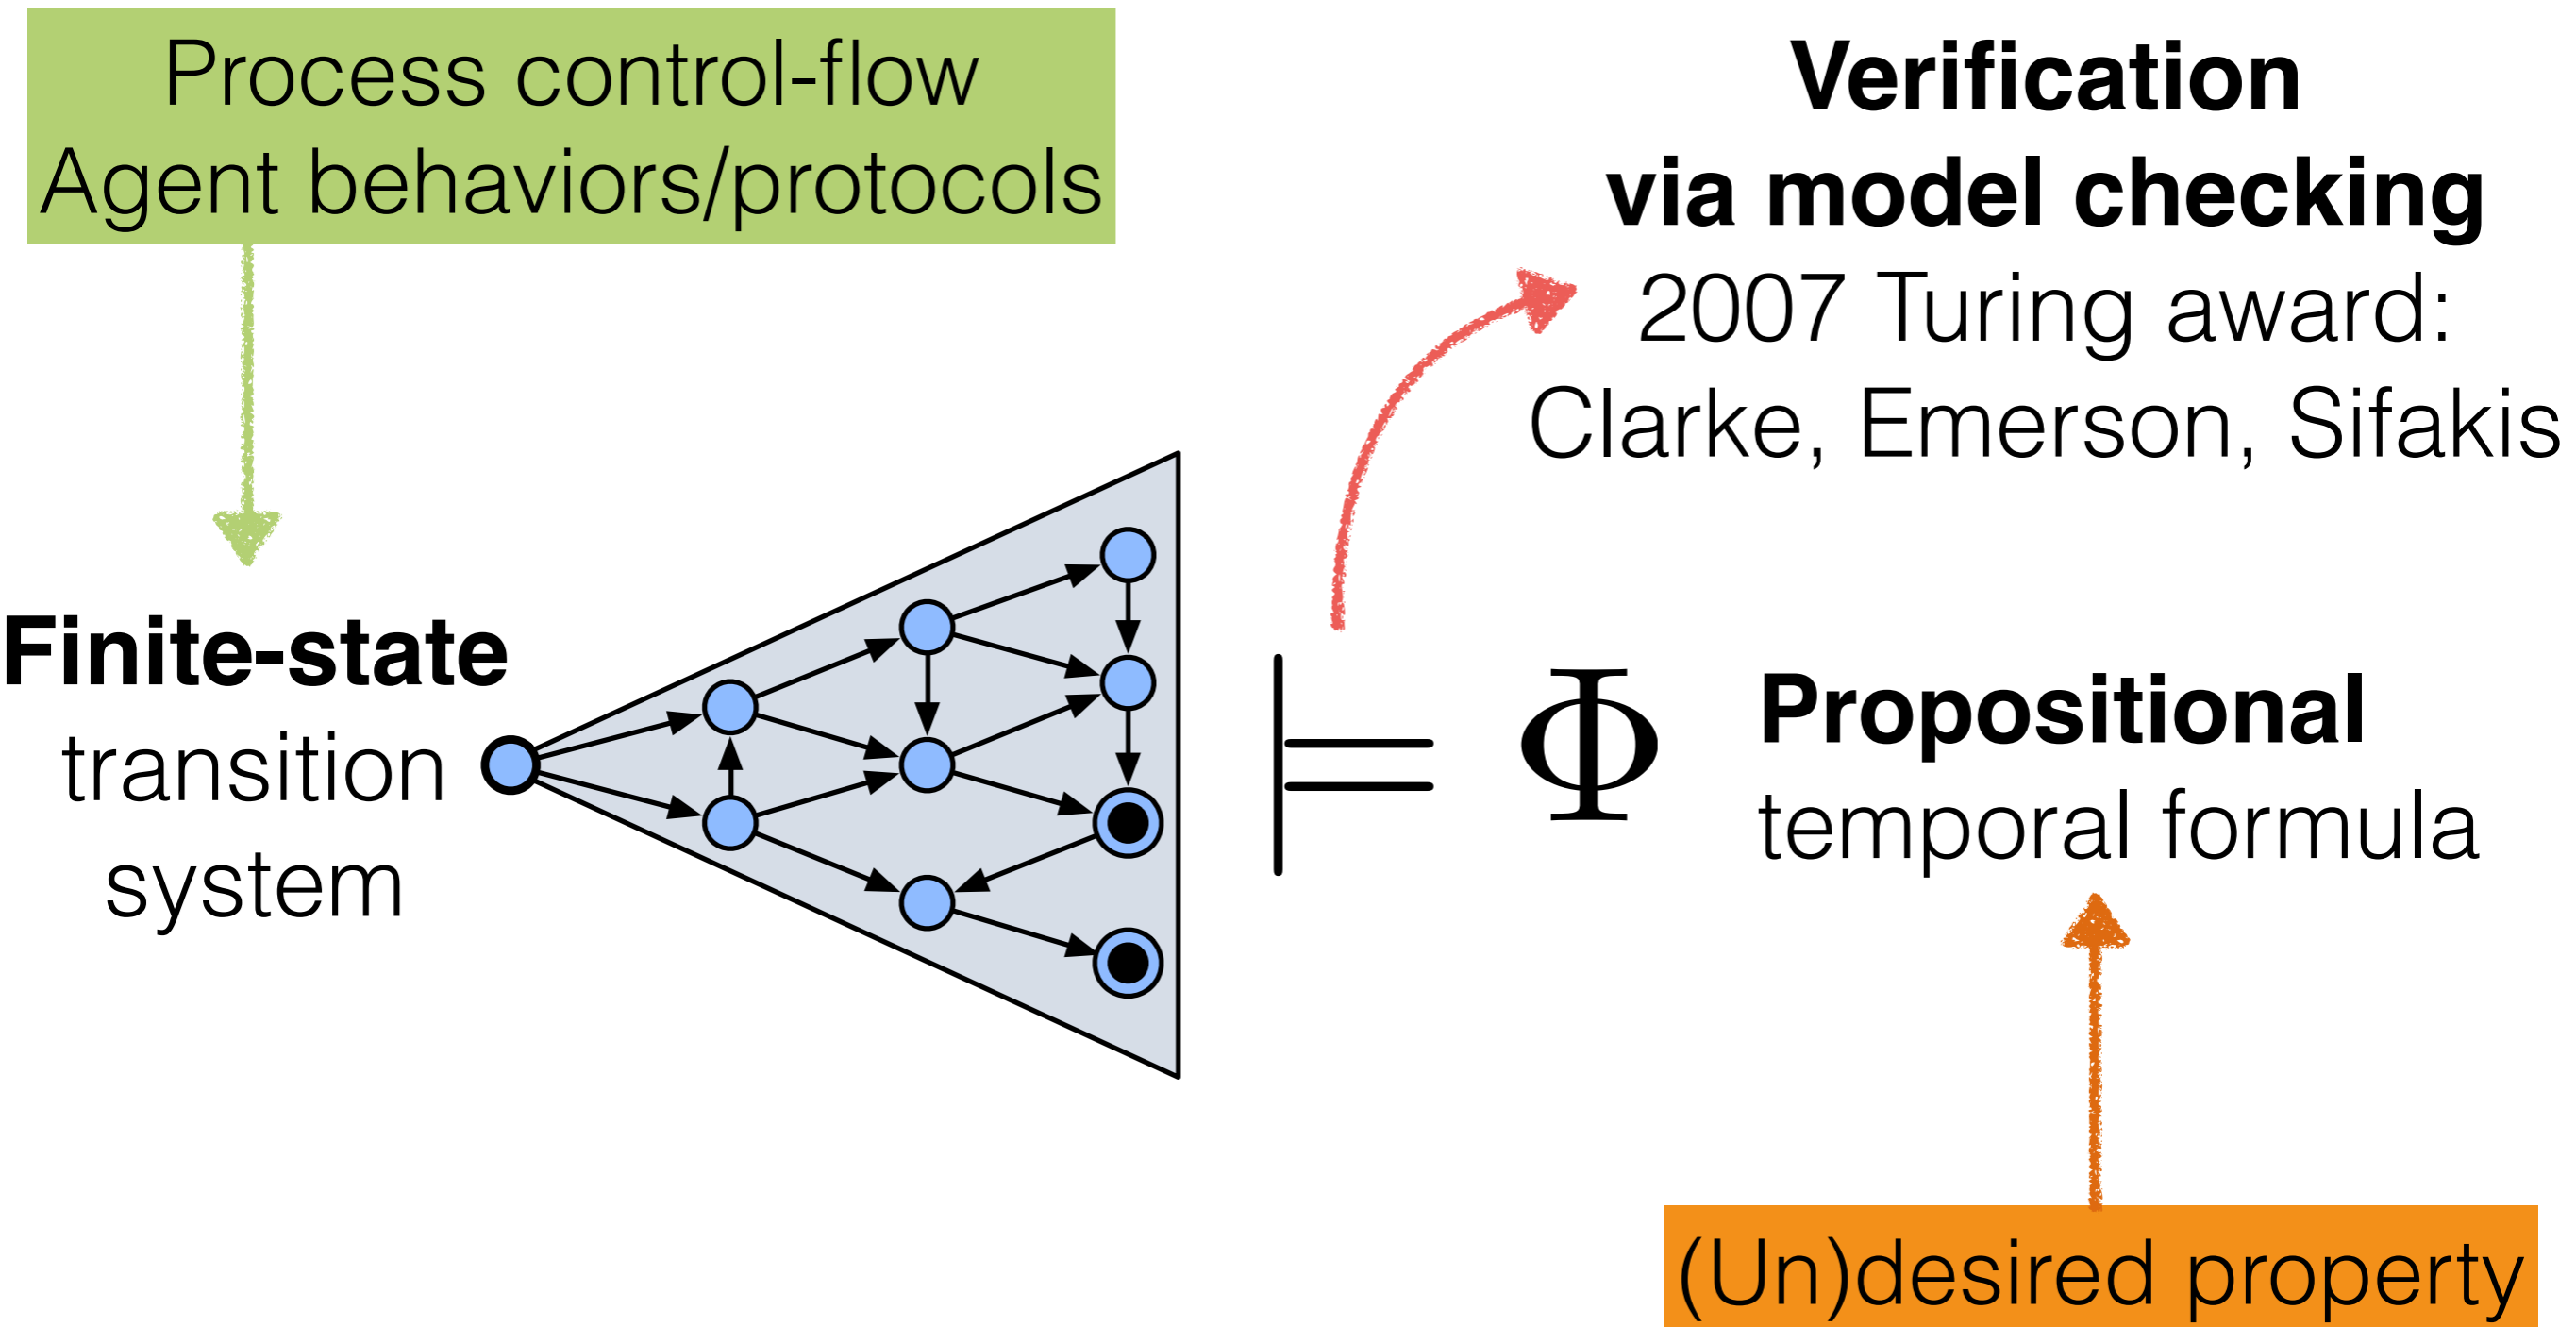 Process control-flow
Agent behaviors/protocols
Verification
via model checking
2007 Turing award:
Clarke, Emerson, Sifakis
Finite-state
transition
system
⊨ Φ
Propositional
temporal formula
(Un)desired property